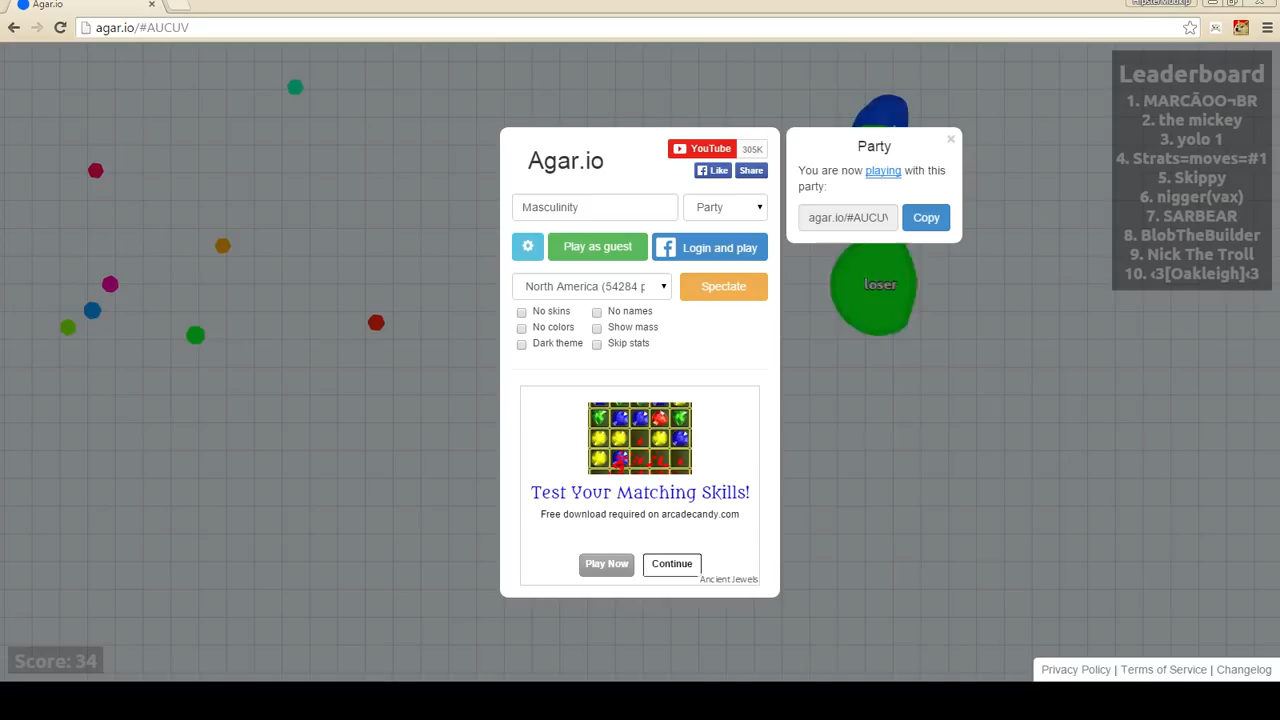 Agar.io
HipsterMudkip
agar.io/#AUCUV
Leaderboard
1. MARCÃOO¬BR
2. the mickey
3. yolo 1
4. Strats=moves=#1
5. Skippy
6. nigger(vax)
7. SARBEAR
8. BlobTheBuilder
9. Nick The Troll
10. <3[Oakleigh]<3
Agar.io
YouTube 305K
Like Share
Masculinity Party
Play as guest Login and play
North America (54284 p Spectate
No skins No names
No colors Show mass
Dark theme Skip stats
Test Your Matching Skills!
Free download required on arcadecandy.com
Play Now Continue
Ancient Jewels
Party ×
You are now playing with this
party:
agar.io/#AUCUV Copy
loser
Score: 34
Privacy Policy | Terms of Service | Changelog